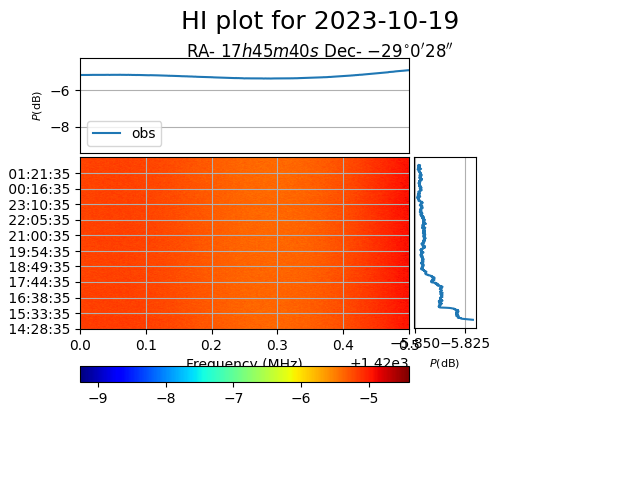 HI plot for 2023-10-19
RA- 17h45m40s Dec- −29°0′28″
P(dB)
−6
−8
obs
01:21:35
00:16:35
23:10:35
22:05:35
21:00:35
19:54:35
18:49:35
17:44:35
16:38:35
15:33:35
14:28:35
0.0 0.1 0.2 0.3 0.4 0.5
−5.850 −5.825
Frequency (MHz)
+1.42e3
P(dB)
−9 −8 −7 −6 −5